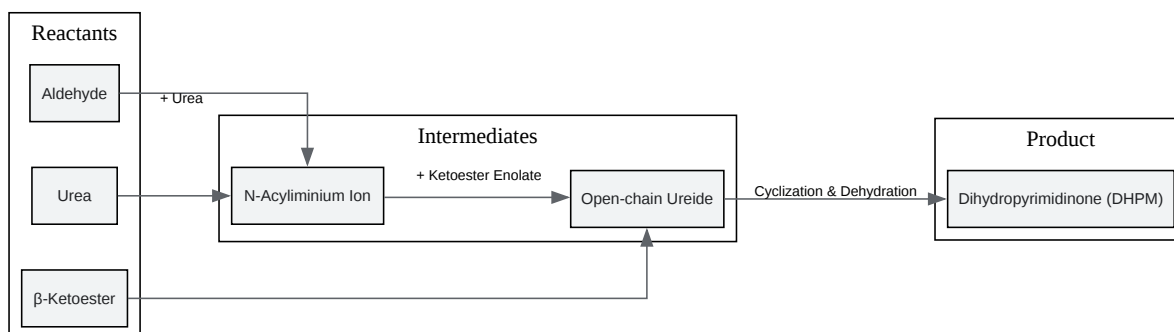 Reactants
Aldehyde
+ Urea
Urea
β-Ketoester
Intermediates
N-Acyliminium Ion
+ Ketoester Enolate
Open-chain Ureide
Cyclization & Dehydration
Product
Dihydropyrimidinone (DHPM)